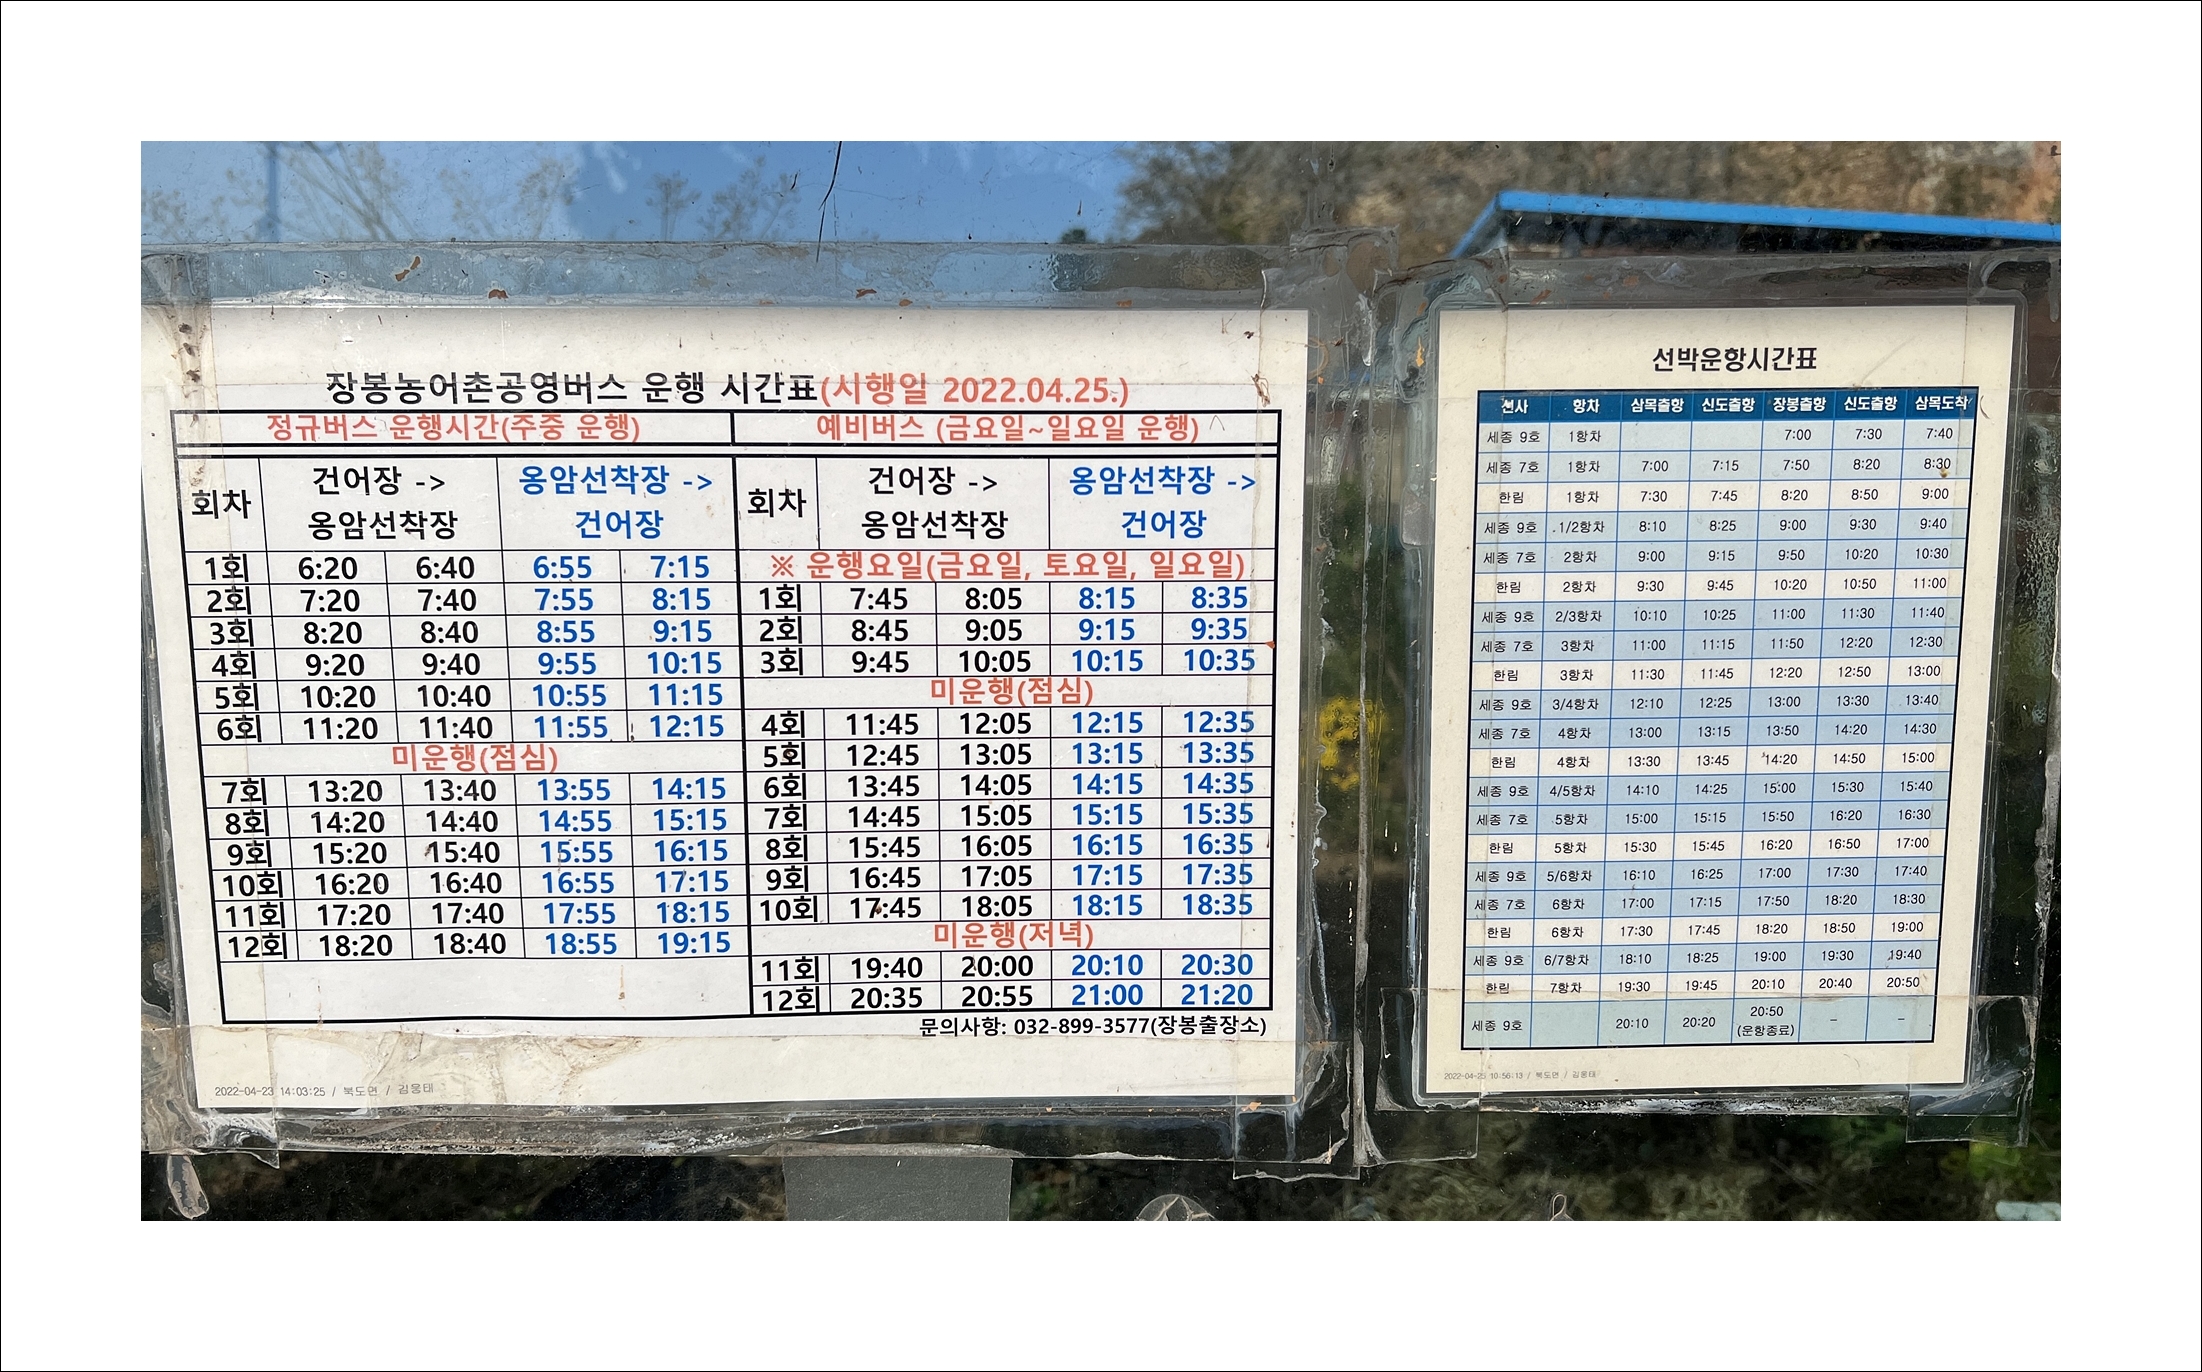 장봉농어촌공영버스 운행 시간표(시행일 2022.04.25.)
정규버스 운행시간(주중 운행) 예비버스 (금요일~일요일 운행)
회차 건어장 -> 옹암선착장 옹암선착장 -> 건어장 회차 건어장 -> 옹암선착장 옹암선착장 -> 건어장
1회 6:20 6:40 6:55 7:15
2회 7:20 7:40 7:55 8:15
3회 8:20 8:40 8:55 9:15
4회 9:20 9:40 9:55 10:15
5회 10:20 10:40 10:55 11:15
6회 11:20 11:40 11:55 12:15
미운행(점심)
7회 13:20 13:40 13:55 14:15
8회 14:20 14:40 14:55 15:15
9회 15:20 15:40 15:55 16:15
10회 16:20 16:40 16:55 17:15
11회 17:20 17:40 17:55 18:15
12회 18:20 18:40 18:55 19:15
※ 운행요일(금요일, 토요일, 일요일)
1회 7:45 8:05 8:15 8:35
2회 8:45 9:05 9:15 9:35
3회 9:45 10:05 10:15 10:35
미운행(점심)
4회 11:45 12:05 12:15 12:35
5회 12:45 13:05 13:15 13:35
6회 13:45 14:05 14:15 14:35
7회 14:45 15:05 15:15 15:35
8회 15:45 16:05 16:15 16:35
9회 16:45 17:05 17:15 17:35
10회 17:45 18:05 18:15 18:35
미운행(저녁)
11회 19:40 20:00 20:10 20:30
12회 20:35 20:55 21:00 21:20
문의사항: 032-899-3577(장봉출장소)
2022-04-23 14:03:25 / 북도면 / 김웅태
선박운항시간표
선사 항차 삼목출항 신도출항 장봉출항 신도출항 삼목도착
세종 9호 1항차 7:00 7:30 7:40
세종 7호 1항차 7:00 7:15 7:50 8:20 8:30
한림 1항차 7:30 7:45 8:20 8:50 9:00
세종 9호 1/2항차 8:10 8:25 9:00 9:30 9:40
세종 7호 2항차 9:00 9:15 9:50 10:20 10:30
한림 2항차 9:30 9:45 10:20 10:50 11:00
세종 9호 2/3항차 10:10 10:25 11:00 11:30 11:40
세종 7호 3항차 11:00 11:15 11:50 12:20 12:30
한림 3항차 11:30 11:45 12:20 12:50 13:00
세종 9호 3/4항차 12:10 12:25 13:00 13:30 13:40
세종 7호 4항차 13:00 13:15 13:50 14:20 14:30
한림 4항차 13:30 13:45 14:20 14:50 15:00
세종 9호 4/5항차 14:10 14:25 15:00 15:30 15:40
세종 7호 5항차 15:00 15:15 15:50 16:20 16:30
한림 5항차 15:30 15:45 16:20 16:50 17:00
세종 9호 5/6항차 16:10 16:25 17:00 17:30 17:40
세종 7호 6항차 17:00 17:15 17:50 18:20 18:30
한림 6항차 17:30 17:45 18:20 18:50 19:00
세종 9호 6/7항차 18:10 18:25 19:00 19:30 19:40
한림 7항차 19:30 19:45 20:10 20:40 20:50
세종 9호 20:10 20:20 20:50 (운항종료) - -
2022-04-25 10:56:13 / 북도면 / 김웅태